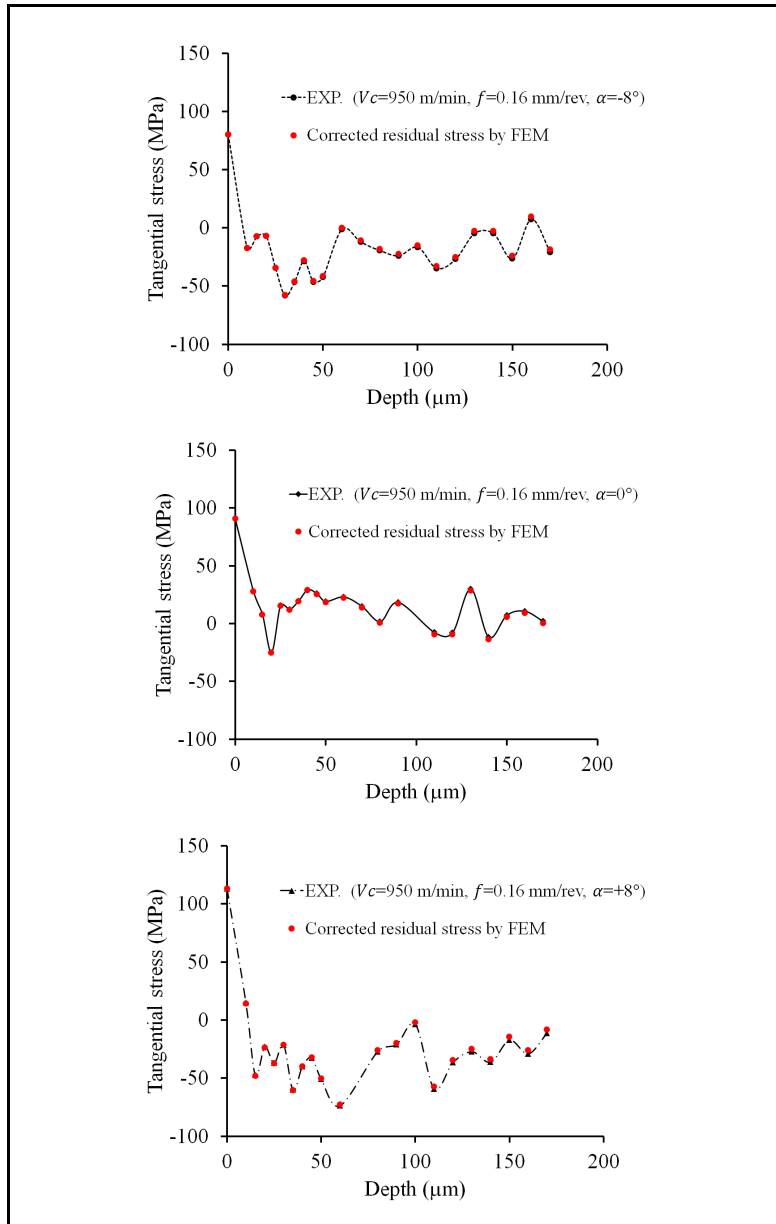 150
EXP. (Vc=950 m/min, f=0.16 mm/rev, α=-8°)
100
Corrected residual stress by FEM
50
0
-50
-100
Tangential stress (MPa)
0 50 100 150 200
Depth (μm)
150
EXP. (Vc=950 m/min, f=0.16 mm/rev, α=0°)
100
Corrected residual stress by FEM
50
0
-50
-100
Tangential stress (MPa)
0 50 100 150 200
Depth (μm)
150
EXP. (Vc=950 m/min, f=0.16 mm/rev, α=+8°)
100
Corrected residual stress by FEM
50
0
-50
-100
Tangential stress (MPa)
0 50 100 150 200
Depth (μm)